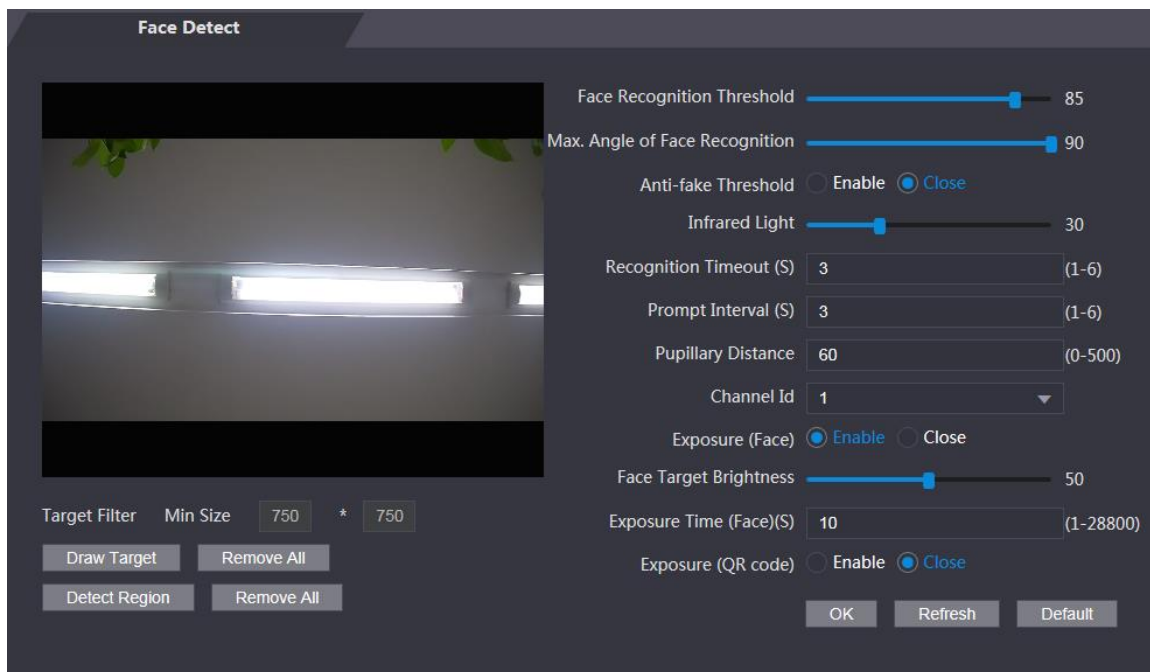 Face Detect
Face Recognition Threshold 85
Max. Angle of Face Recognition 90
Anti-fake Threshold Enable Close
Infrared Light 30
Recognition Timeout (S) 3 (1-6)
Prompt Interval (S) 3 (1-6)
Pupillary Distance 60 (0-500)
Channel Id 1
Exposure (Face) Enable Close
Face Target Brightness 50
Exposure Time (Face)(S) 10 (1-28800)
Exposure (QR code) Enable Close
OK Refresh Default
Target Filter Min Size 750 * 750
Draw Target Remove All
Detect Region Remove All